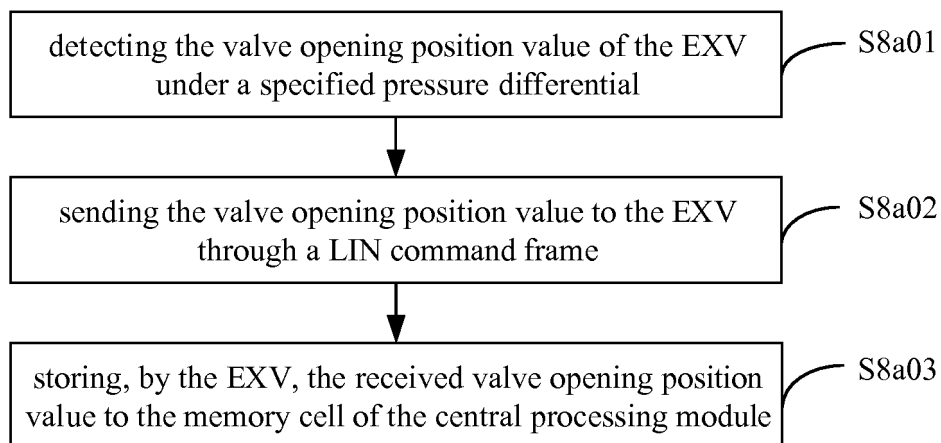 detecting the valve opening position value of the EXV
under a specified pressure differential
S8a01
sending the valve opening position value to the EXV
through a LIN command frame
S8a02
storing, by the EXV, the received valve opening position
value to the memory cell of the central processing module
S8a03